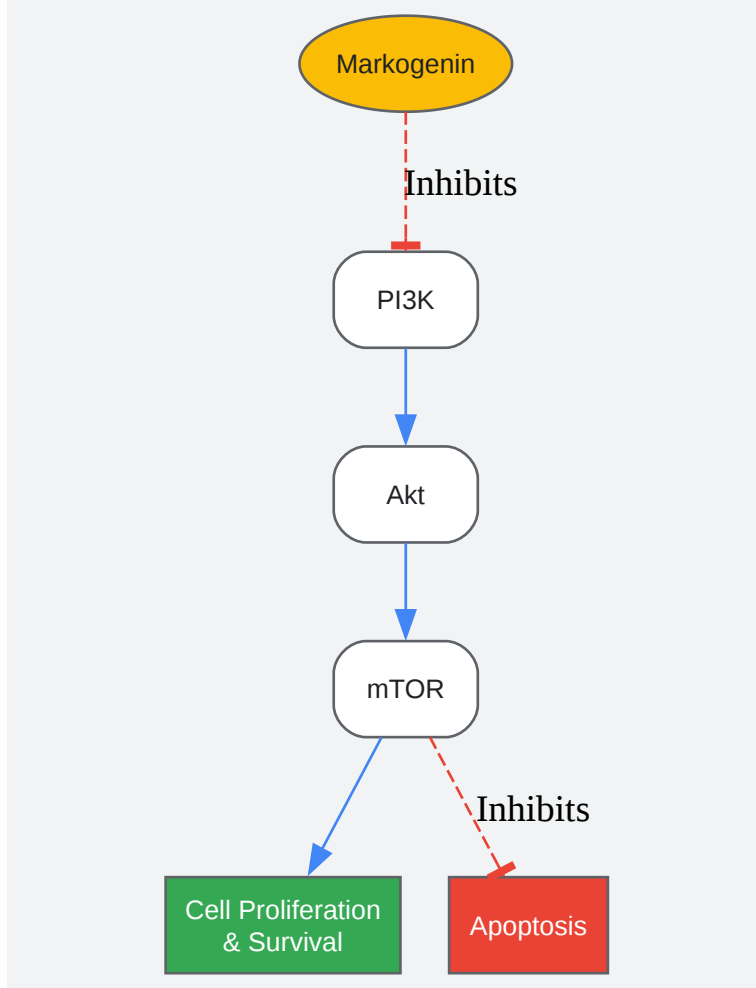 Markogenin
Inhibits
PI3K
Akt
mTOR
Inhibits
Cell Proliferation
& Survival
Apoptosis